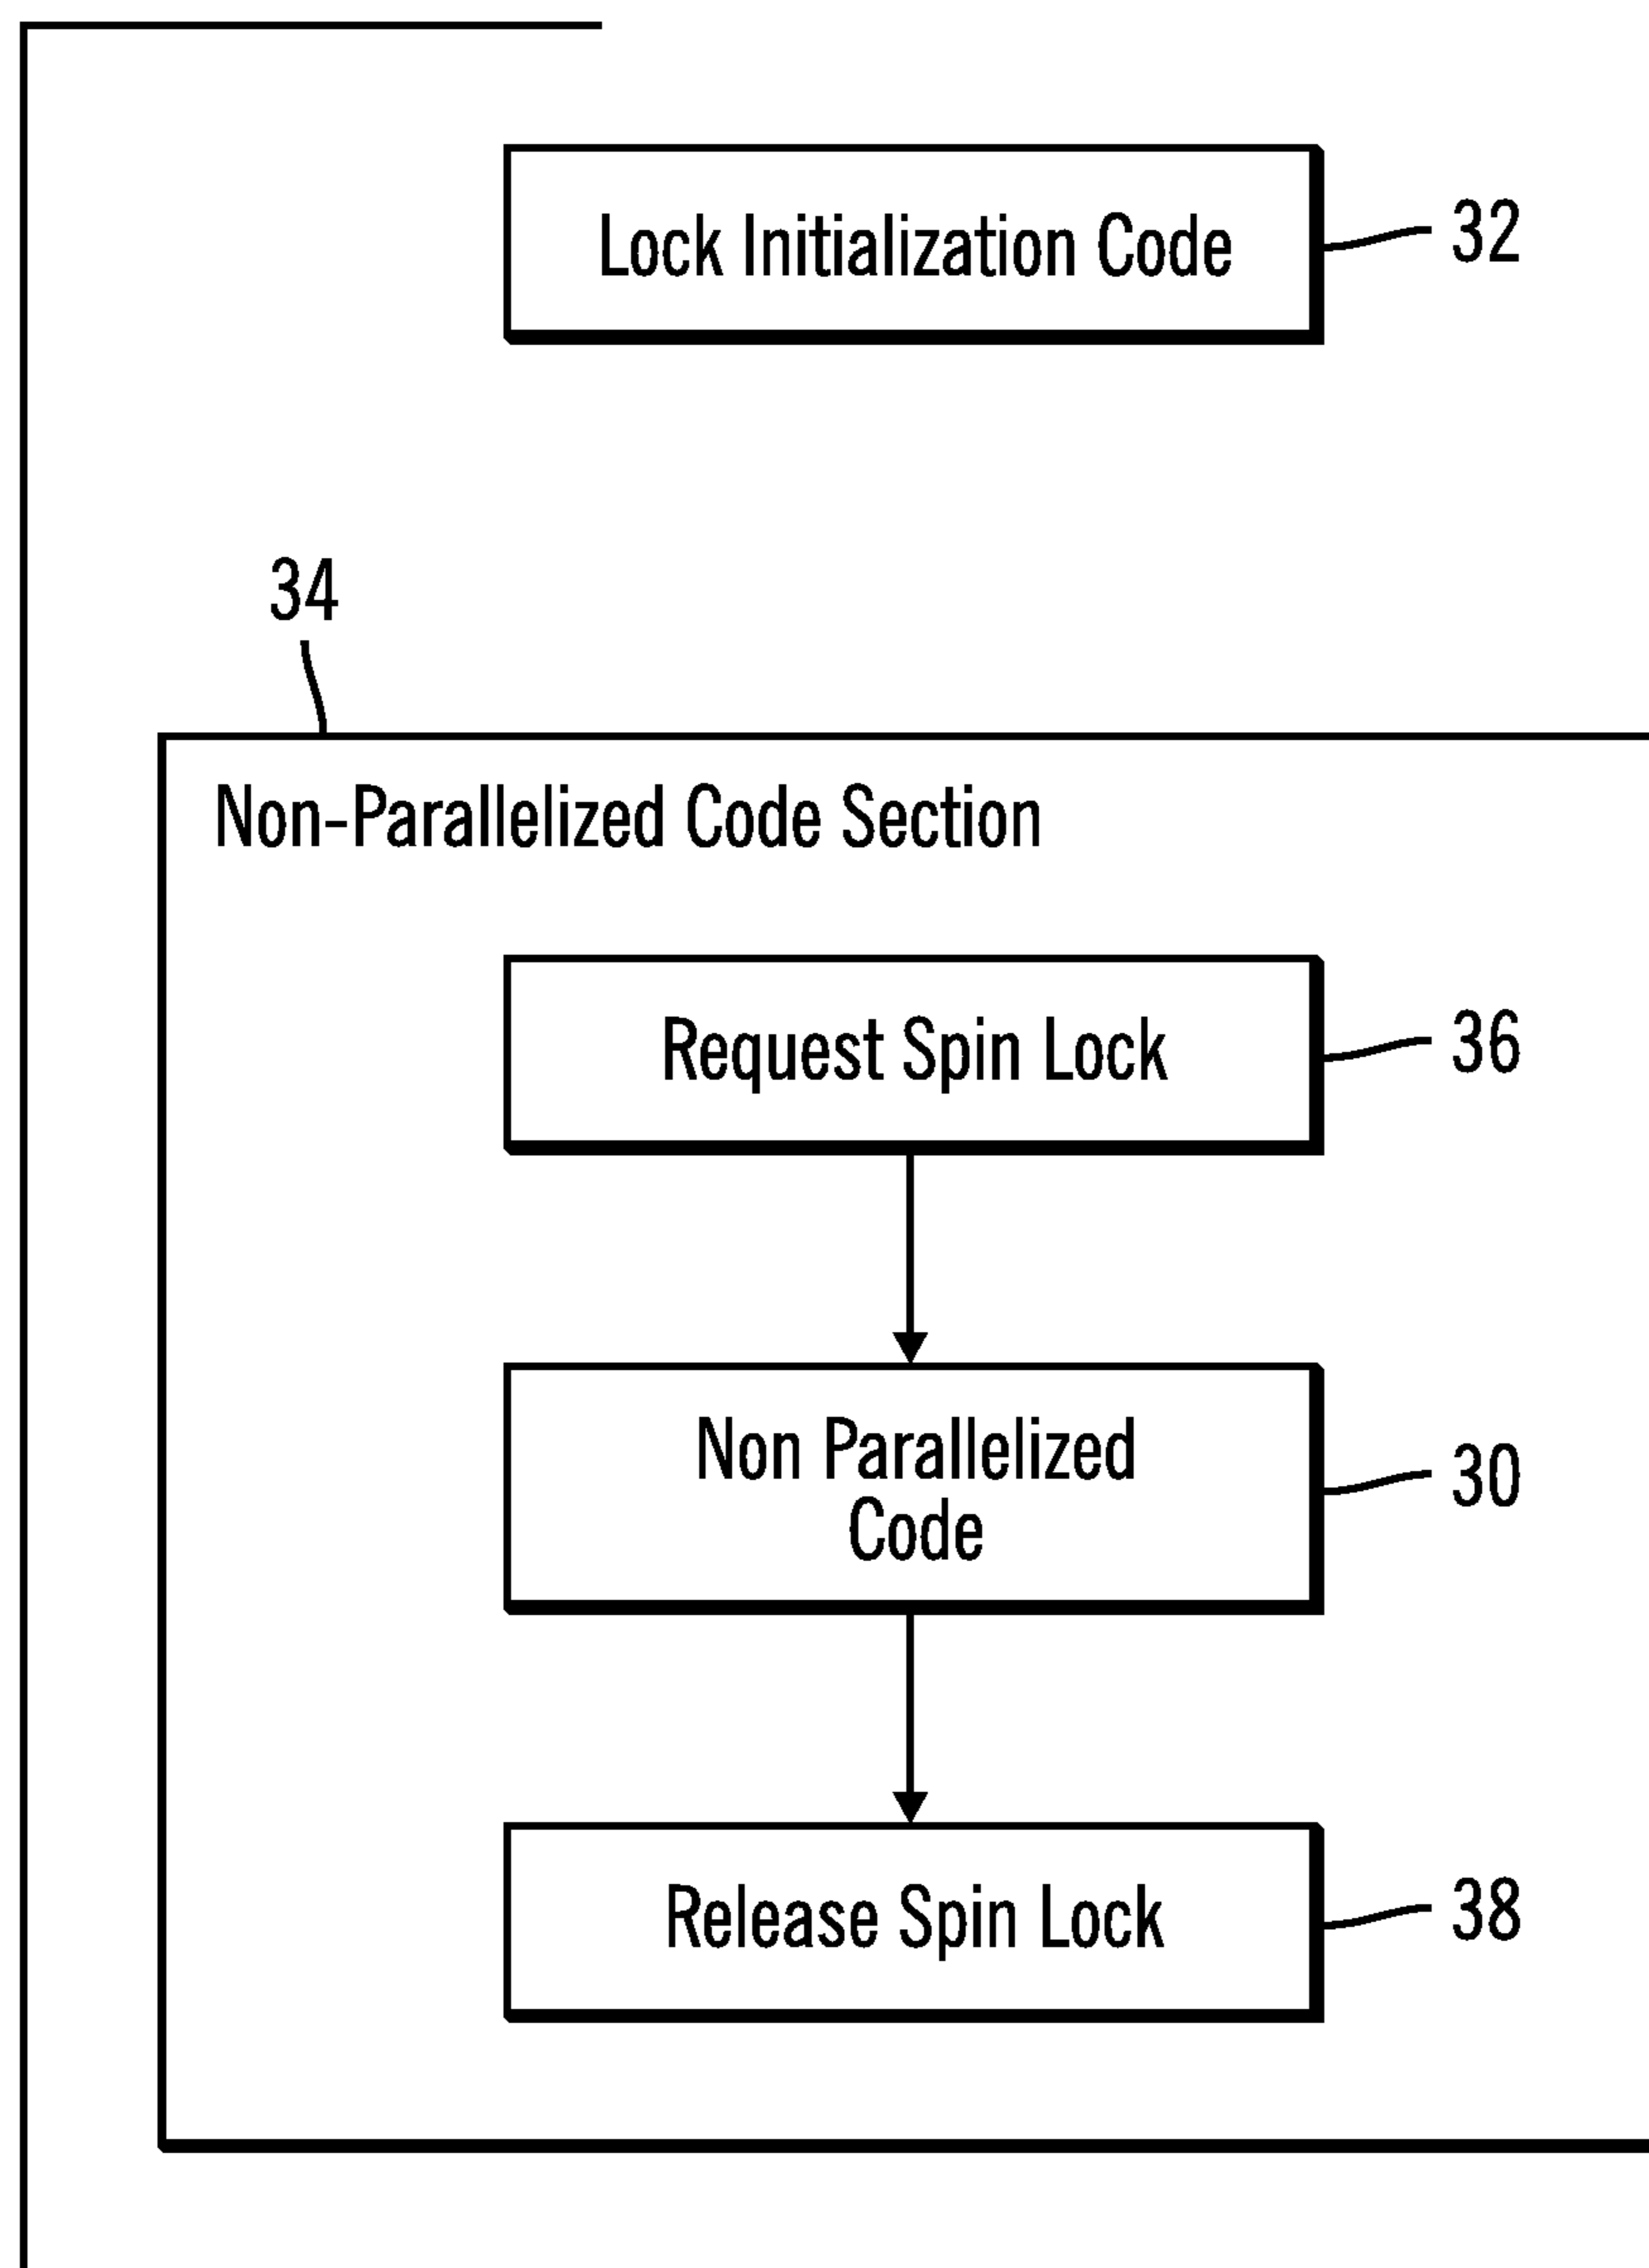 Lock Initialization Code
32
34
Non-Parallelized Code Section
Request Spin Lock
36
Non Parallelized
Code
30
Release Spin Lock
38